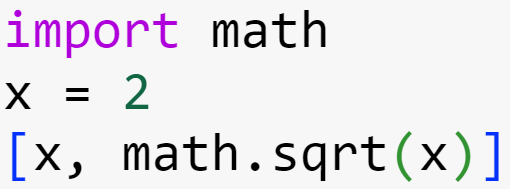 import math
x = 2
[x, math.sqrt(x)]